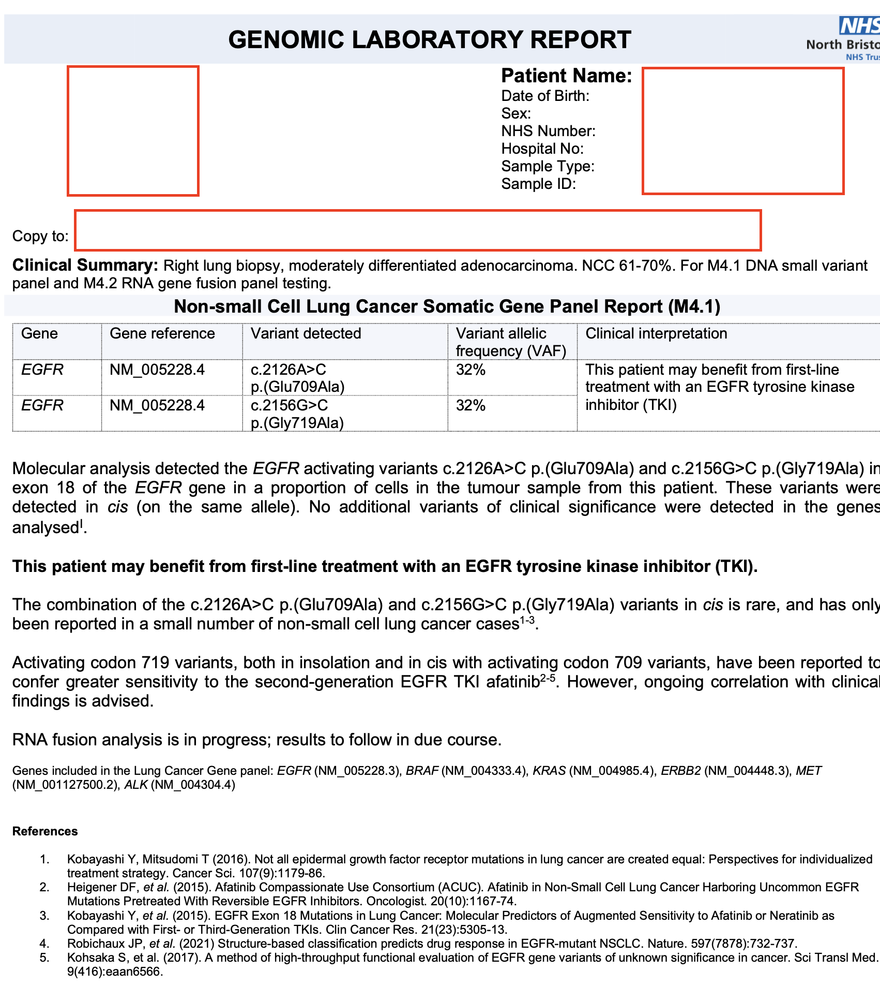 GENOMIC LABORATORY REPORT
NHS
North Bristo
NHS Trus
Patient Name:
Date of Birth:
Sex:
NHS Number:
Hospital No:
Sample Type:
Sample ID:
Copy to:
Clinical Summary: Right lung biopsy, moderately differentiated adenocarcinoma. NCC 61-70%. For M4.1 DNA small variant
panel and M4.2 RNA gene fusion panel testing.
Non-small Cell Lung Cancer Somatic Gene Panel Report (M4.1)
Gene Gene reference Variant detected Variant allelic frequency (VAF) Clinical interpretation
EGFR NM_005228.4 c.2126A>C p.(Glu709Ala) 32% This patient may benefit from first-line treatment with an EGFR tyrosine kinase inhibitor (TKI)
EGFR NM_005228.4 c.2156G>C p.(Gly719Ala) 32%
Molecular analysis detected the EGFR activating variants c.2126A>C p.(Glu709Ala) and c.2156G>C p.(Gly719Ala) in
exon 18 of the EGFR gene in a proportion of cells in the tumour sample from this patient. These variants were
detected in cis (on the same allele). No additional variants of clinical significance were detected in the genes
analysedI.
This patient may benefit from first-line treatment with an EGFR tyrosine kinase inhibitor (TKI).
The combination of the c.2126A>C p.(Glu709Ala) and c.2156G>C p.(Gly719Ala) variants in cis is rare, and has only
been reported in a small number of non-small cell lung cancer cases1-3.
Activating codon 719 variants, both in insolation and in cis with activating codon 709 variants, have been reported to
confer greater sensitivity to the second-generation EGFR TKI afatinib2-5. However, ongoing correlation with clinical
findings is advised.
RNA fusion analysis is in progress; results to follow in due course.
Genes included in the Lung Cancer Gene panel: EGFR (NM_005228.3), BRAF (NM_004333.4), KRAS (NM_004985.4), ERBB2 (NM_004448.3), MET
(NM_001127500.2), ALK (NM_004304.4)
References
1. Kobayashi Y, Mitsudomi T (2016). Not all epidermal growth factor receptor mutations in lung cancer are created equal: Perspectives for individualized
treatment strategy. Cancer Sci. 107(9):1179-86.
2. Heigener DF, et al. (2015). Afatinib Compassionate Use Consortium (ACUC). Afatinib in Non-Small Cell Lung Cancer Harboring Uncommon EGFR
Mutations Pretreated With Reversible EGFR Inhibitors. Oncologist. 20(10):1167-74.
3. Kobayashi Y, et al. (2015). EGFR Exon 18 Mutations in Lung Cancer: Molecular Predictors of Augmented Sensitivity to Afatinib or Neratinib as
Compared with First- or Third-Generation TKIs. Clin Cancer Res. 21(23):5305-13.
4. Robichaux JP, et al. (2021) Structure-based classification predicts drug response in EGFR-mutant NSCLC. Nature. 597(7878):732-737.
5. Kohsaka S, et al. (2017). A method of high-throughput functional evaluation of EGFR gene variants of unknown significance in cancer. Sci Transl Med.
9(416):eaan6566.